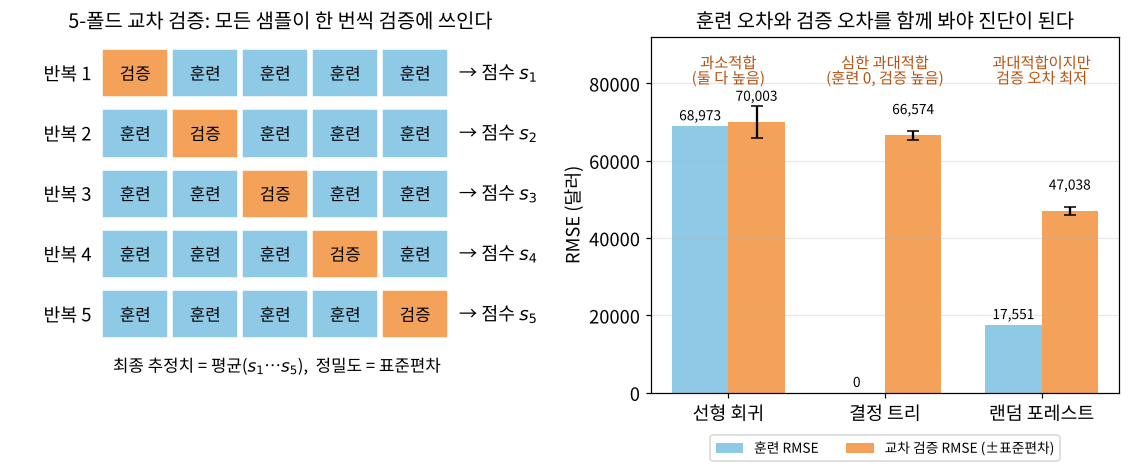 5-폴드 교차 검증: 모든 샘플이 한 번씩 검증에 쓰인다
반복 1 검증 훈련 훈련 훈련 훈련 → 점수 s₁
반복 2 훈련 검증 훈련 훈련 훈련 → 점수 s₂
반복 3 훈련 훈련 검증 훈련 훈련 → 점수 s₃
반복 4 훈련 훈련 훈련 검증 훈련 → 점수 s₄
반복 5 훈련 훈련 훈련 훈련 검증 → 점수 s₅
최종 추정치 = 평균(s₁⋯s₅), 정밀도 = 표준편차
훈련 오차와 검증 오차를 함께 봐야 진단이 된다
RMSE (달러)
80000
60000
40000
20000
0
과소적합
(둘 다 높음)
심한 과대적합
(훈련 0, 검증 높음)
과대적합이지만
검증 오차 최저
68,973
70,003
0
66,574
17,551
47,038
선형 회귀
결정 트리
랜덤 포레스트
훈련 RMSE
교차 검증 RMSE (±표준편차)